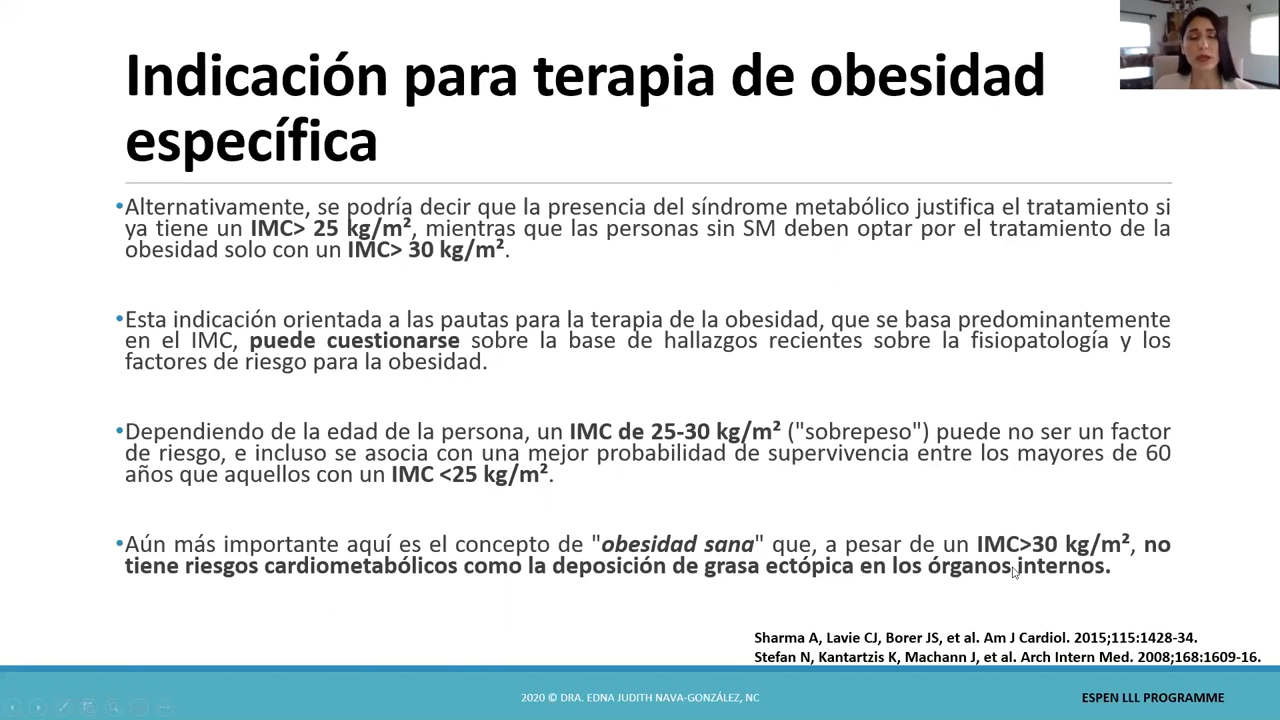 Indicación para terapia de obesidad
específica
•Alternativamente, se podría decir que la presencia del síndrome metabólico justifica el tratamiento si
ya tiene un IMC> 25 kg/m², mientras que las personas sin SM deben optar por el tratamiento de la
obesidad solo con un IMC> 30 kg/m².
•Esta indicación orientada a las pautas para la terapia de la obesidad, que se basa predominantemente
en el IMC, puede cuestionarse sobre la base de hallazgos recientes sobre la fisiopatología y los
factores de riesgo para la obesidad.
•Dependiendo de la edad de la persona, un IMC de 25-30 kg/m² ("sobrepeso") puede no ser un factor
de riesgo, e incluso se asocia con una mejor probabilidad de supervivencia entre los mayores de 60
años que aquellos con un IMC <25 kg/m².
•Aún más importante aquí es el concepto de "obesidad sana" que, a pesar de un IMC>30 kg/m², no
tiene riesgos cardiometabólicos como la deposición de grasa ectópica en los órganos internos.
Sharma A, Lavie CJ, Borer JS, et al. Am J Cardiol. 2015;115:1428-34.
Stefan N, Kantartzis K, Machann J, et al. Arch Intern Med. 2008;168:1609-16.
2020 © DRA. EDNA JUDITH NAVA-GONZÁLEZ, NC
ESPEN LLL PROGRAMME